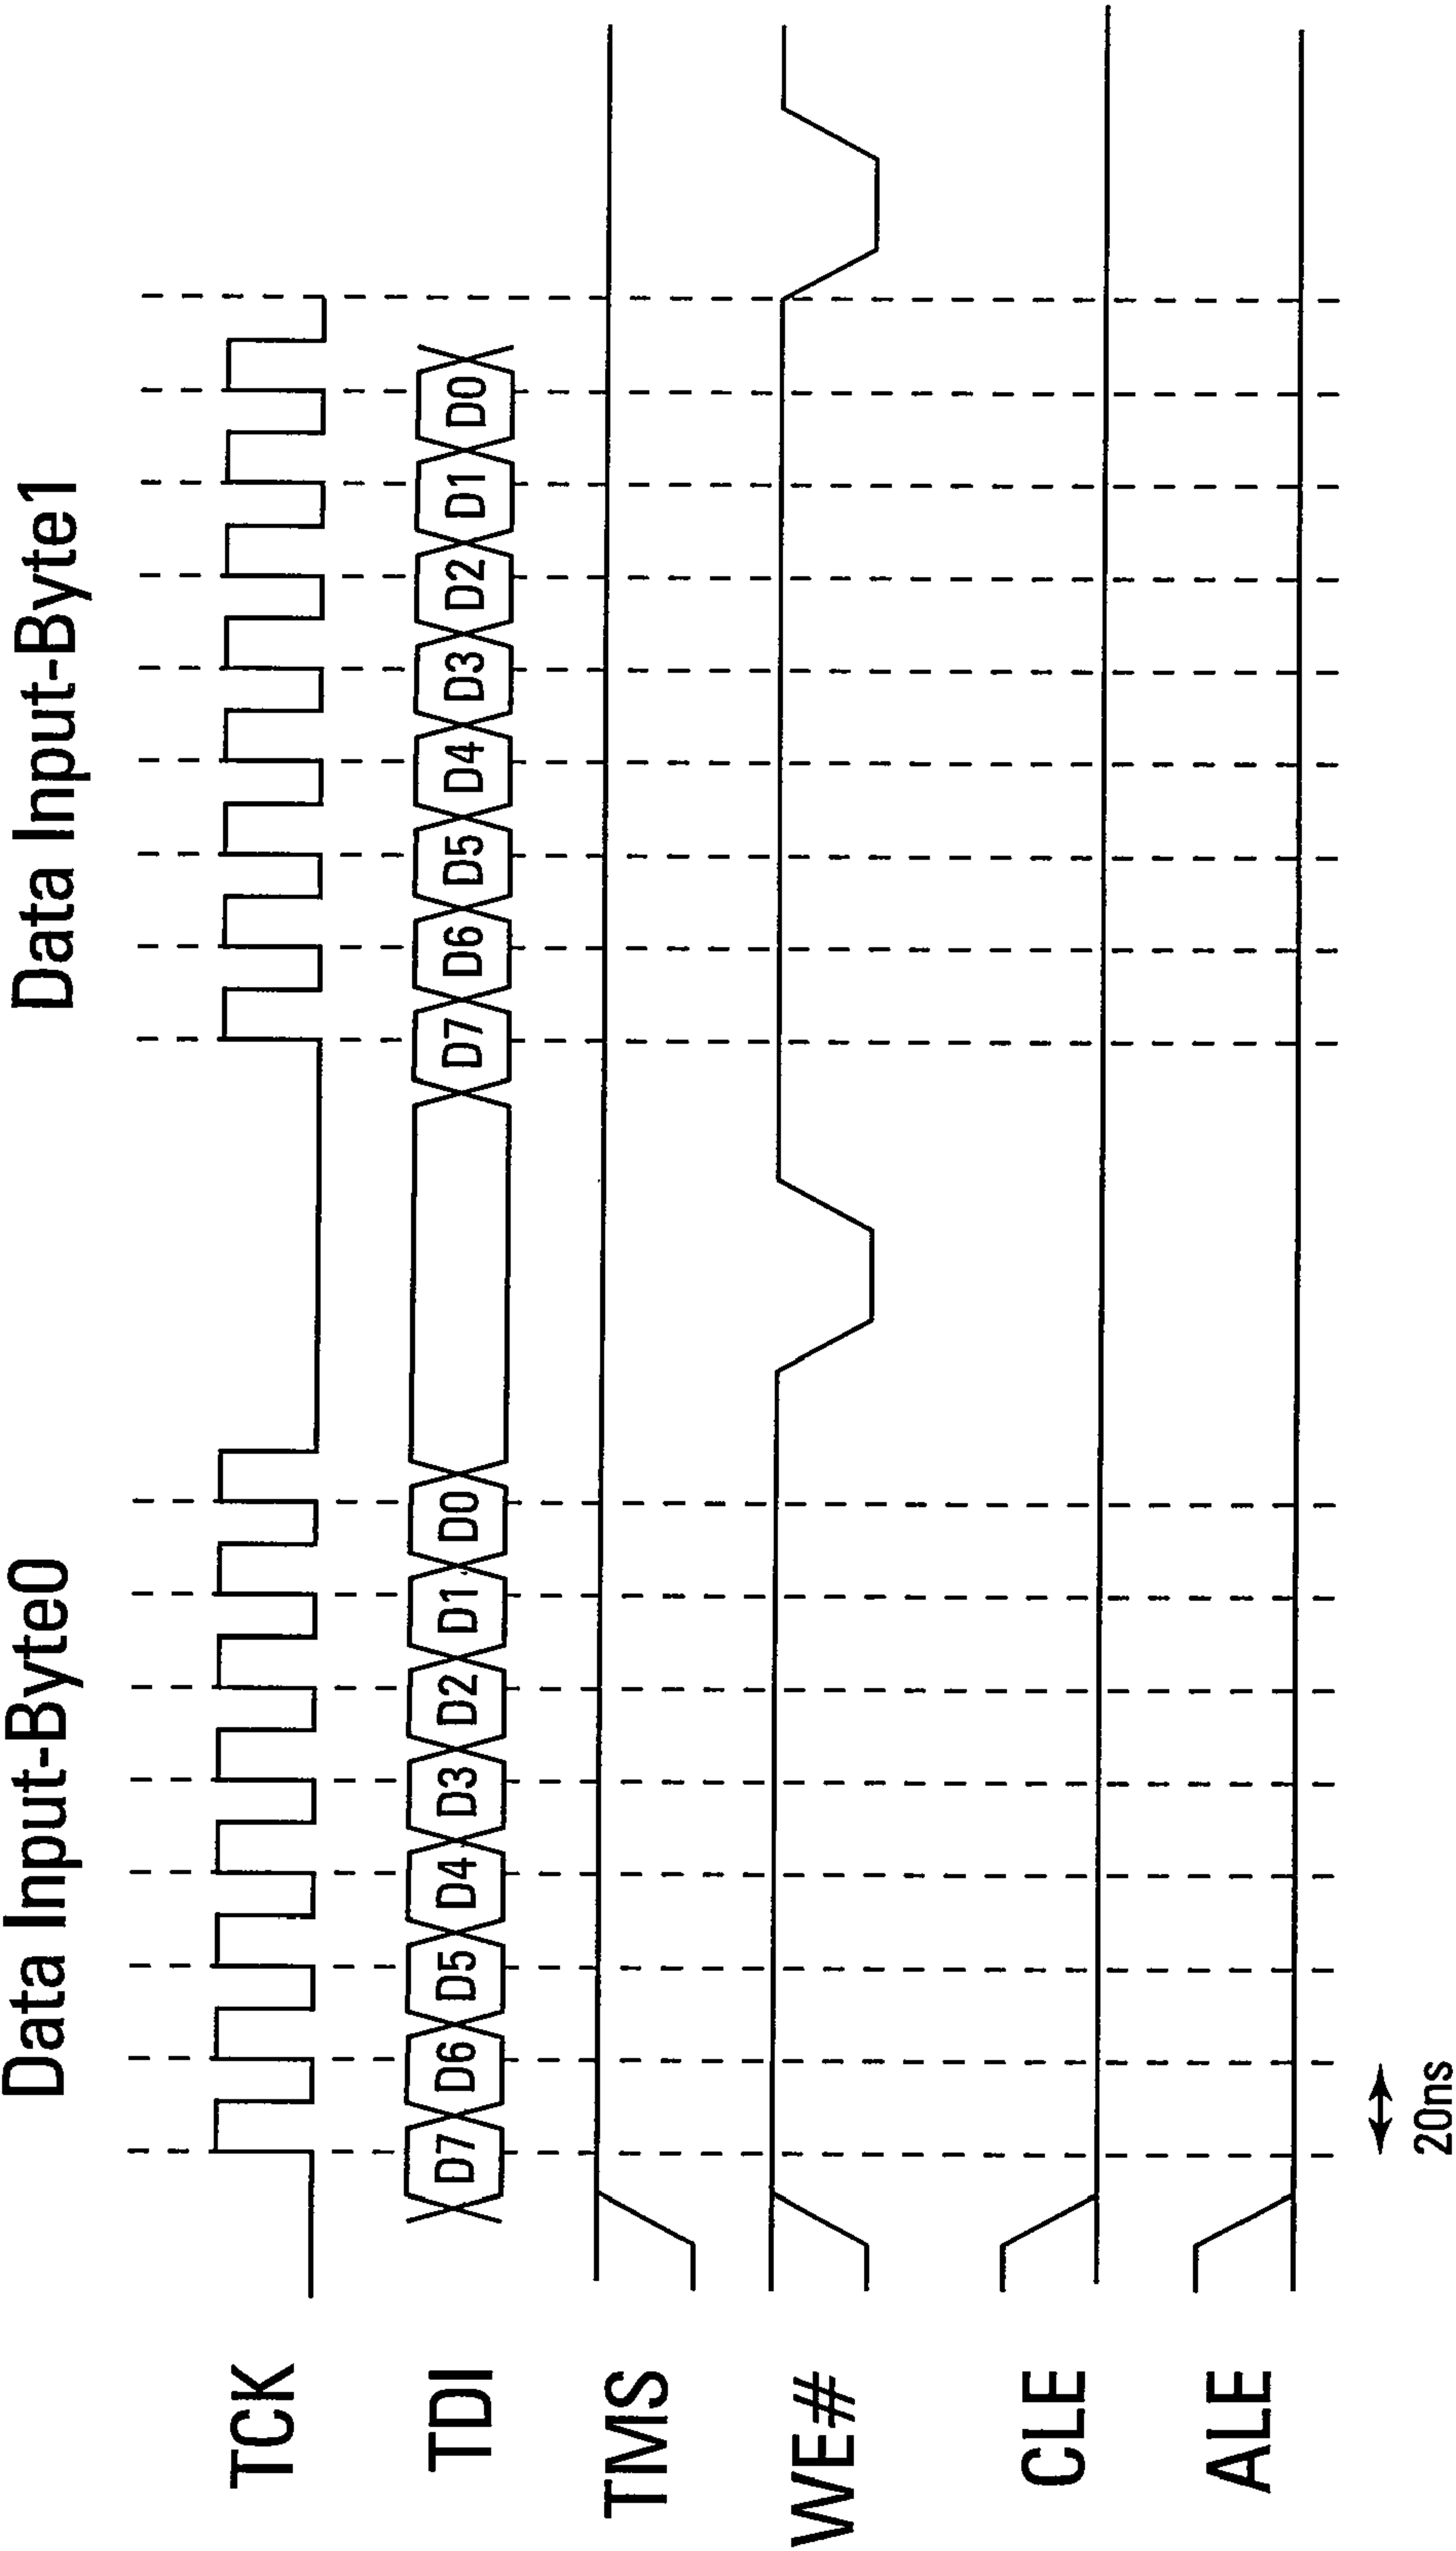 Data Input-Byte0
Data Input-Byte1
TCK
TDI
D7
D6
D5
D4
D3
D2
D1
D0
D7
D6
D5
D4
D3
D2
D1
D0
TMS
WE#
CLE
ALE
20ns